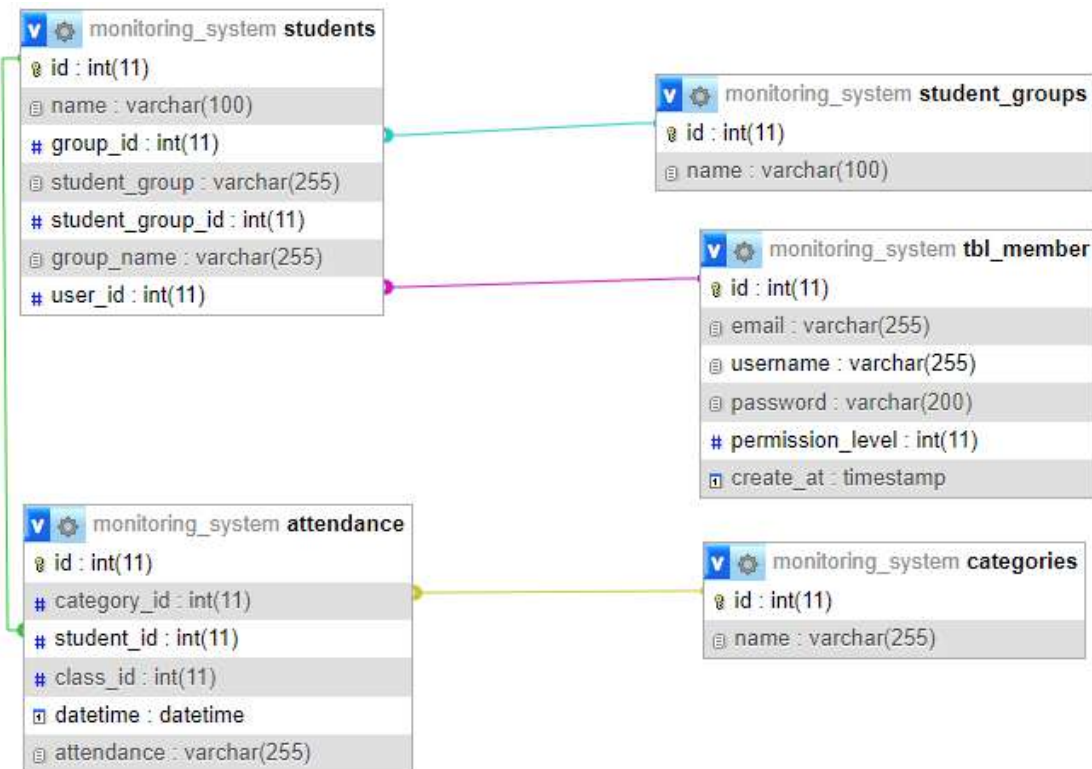 monitoring_system students
id : int(11)
name : varchar(100)
# group_id : int(11)
student_group : varchar(255)
# student_group_id : int(11)
group_name : varchar(255)
# user_id : int(11)
monitoring_system student_groups
id : int(11)
name : varchar(100)
monitoring_system tbl_member
id : int(11)
email : varchar(255)
username : varchar(255)
password : varchar(200)
# permission_level : int(11)
create_at : timestamp
monitoring_system attendance
id : int(11)
# category_id : int(11)
# student_id : int(11)
# class_id : int(11)
datetime : datetime
attendance : varchar(255)
monitoring_system categories
id : int(11)
name : varchar(255)